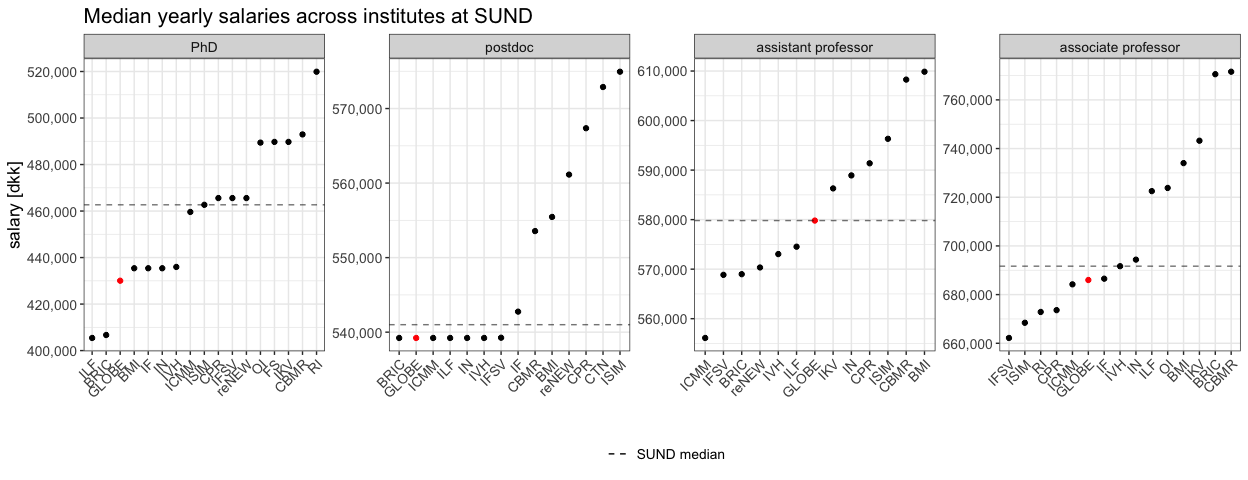 Median yearly salaries across institutes at SUND
PhD
postdoc
assistant professor
associate professor
salary [dkk]
520,000
500,000
480,000
460,000
440,000
420,000
400,000
ILF
BRIC
GLOBE
BMI
IF
IN
IVH
ICMM
ISIM
CPR
IFSV
reNEW
OI
FS
IKV
CBMR
RI
570,000
560,000
550,000
540,000
BRIC
GLOBE
ICMM
ILF
IN
IVH
IFSV
IF
CBMR
BMI
reNEW
CPR
CTN
ISIM
610,000
600,000
590,000
580,000
570,000
560,000
ICMM
IFSV
BRIC
reNEW
IVH
ILF
GLOBE
IKV
IN
CPR
ISIM
CBMR
BMI
760,000
740,000
720,000
700,000
680,000
660,000
IFSV
ISIM
RI
CPR
ICMM
GLOBE
IF
IVH
IN
ILF
OI
BMI
IKV
BRIC
CBMR
SUND median